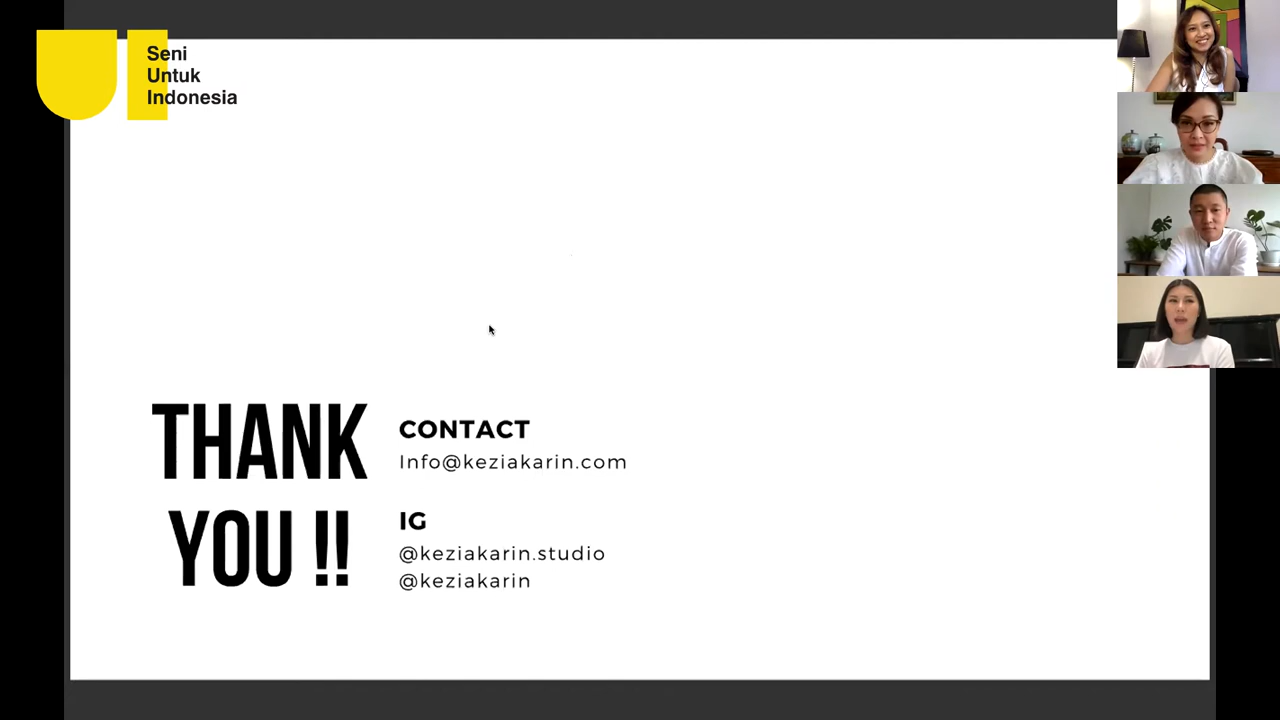 Seni
Untuk
Indonesia
THANK
YOU !!
CONTACT
Info@keziakarin.com
IG
@keziakarin.studio
@keziakarin